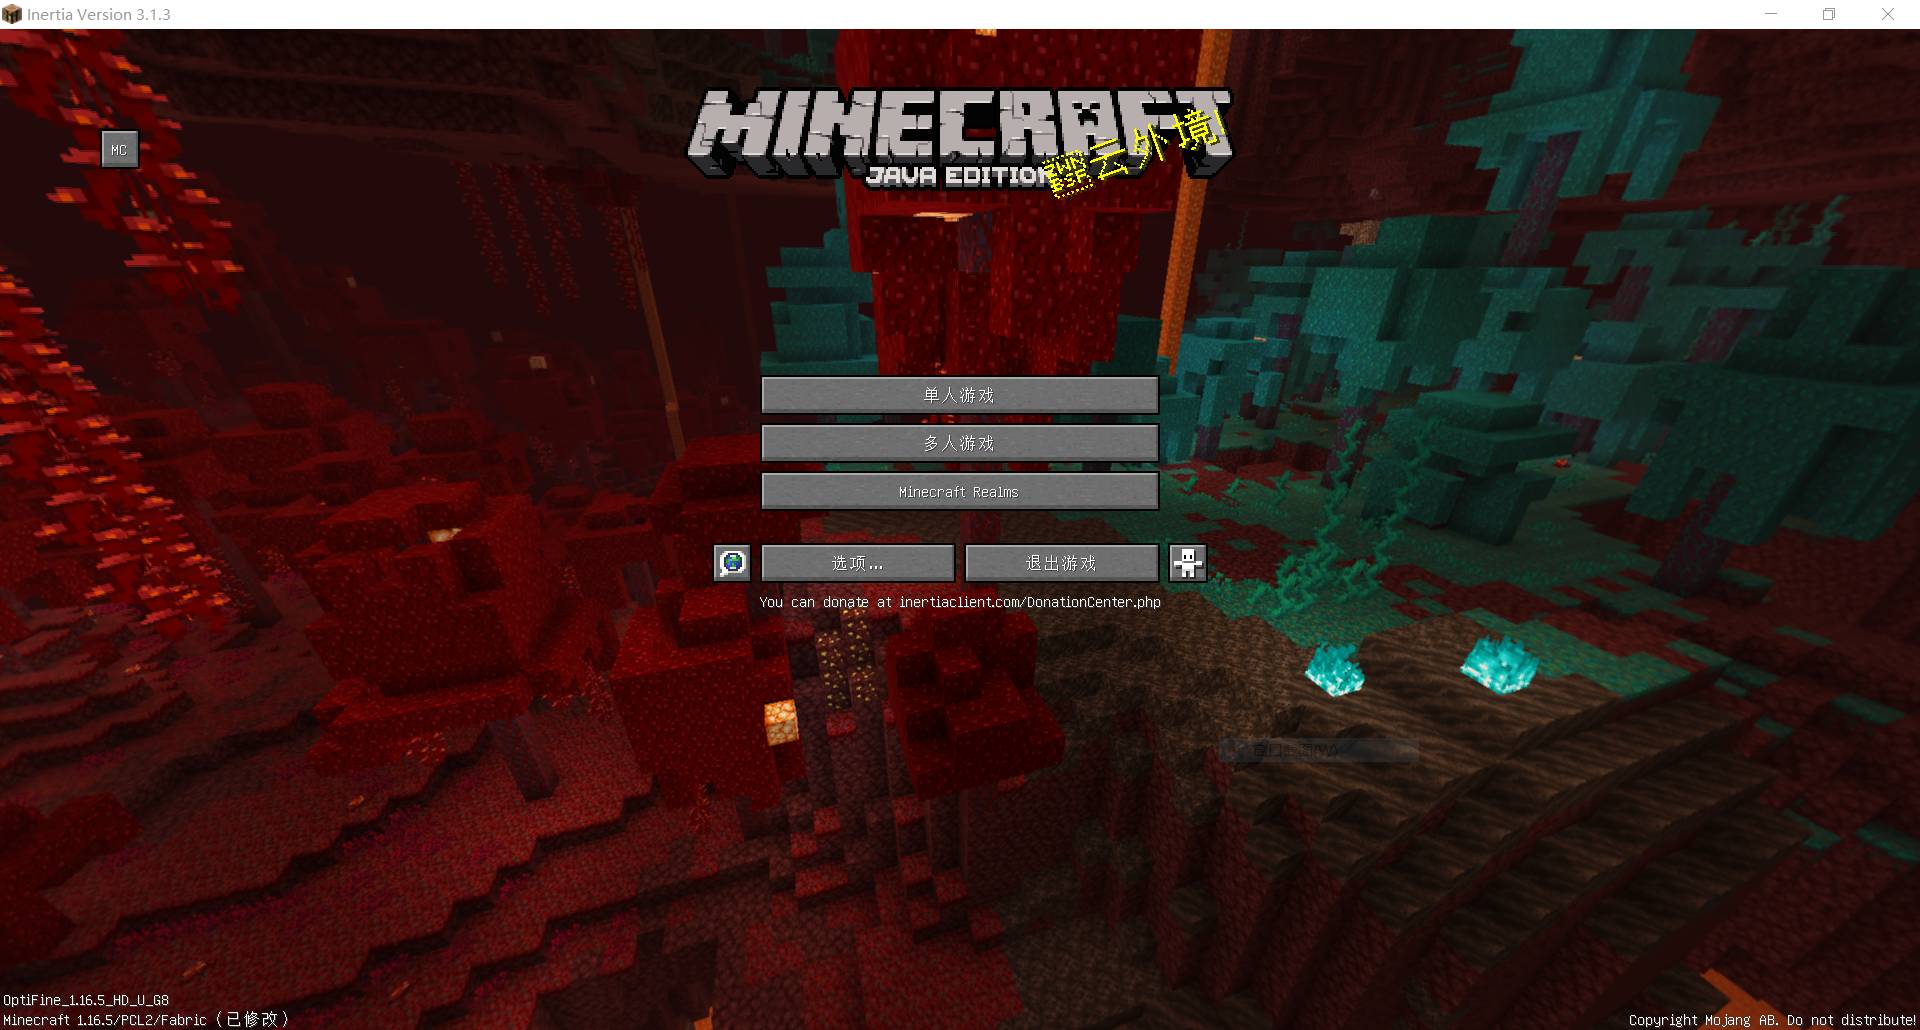 Inertia Version 3.1.3
MINECRAFT
JAVA EDITION
云外境!
MC
单人游戏
多人游戏
Minecraft Realms
选项...
退出游戏
You can donate at inertiaclient.com/DonationCenter.php
OptiFine_1.16.5_HD_U_G8
Minecraft 1.16.5/PCL2/Fabric（已修改）
Copyright Mojang AB. Do not distribute!